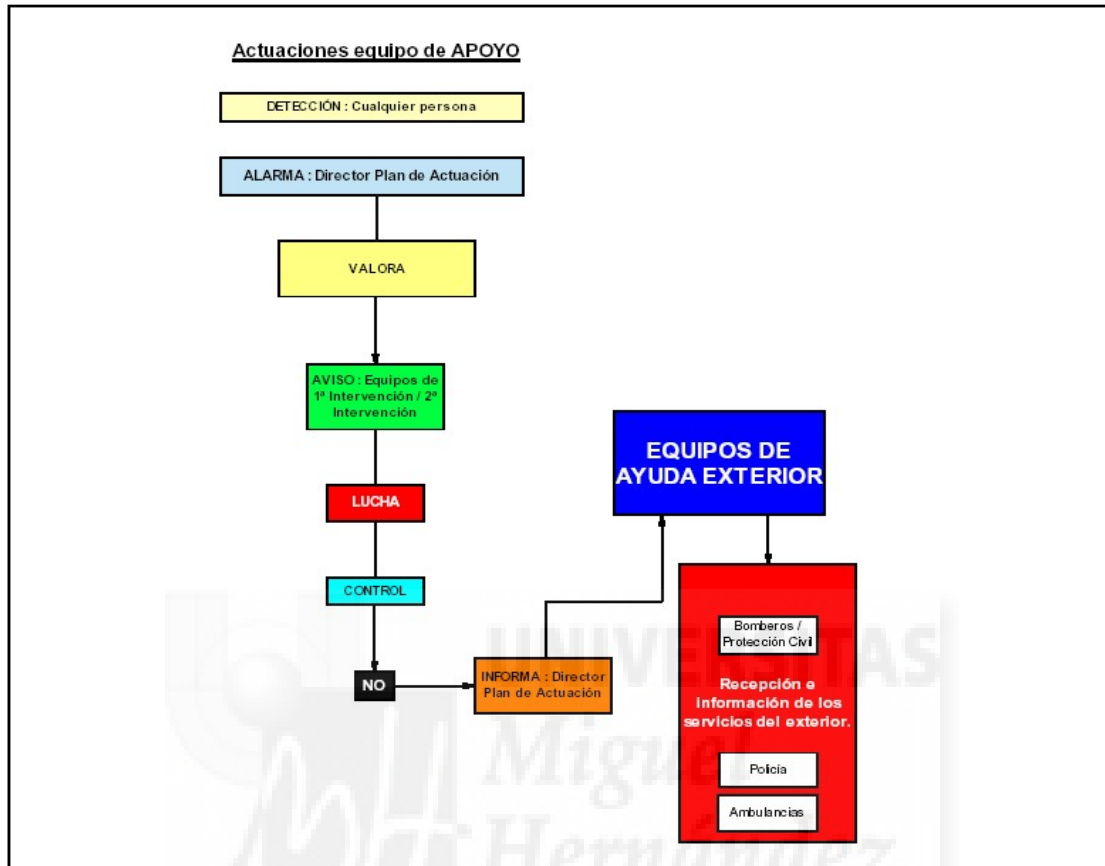 Actuaciones equipo de APOYO
DETECCIÓN : Cualquier persona
ALARMA : Director Plan de Actuación
VALORA
AVISO : Equipos de
1ª Intervención / 2ª
Intervención
LUCHA
CONTROL
NO
INFORMA : Director
Plan de Actuación
EQUIPOS DE
AYUDA EXTERIOR
Bomberos /
Protección Civil
Recepción e
información de los
servicios del exterior.
Policía
Ambulancias
UNIVERSITAS
Miguel
Hernández